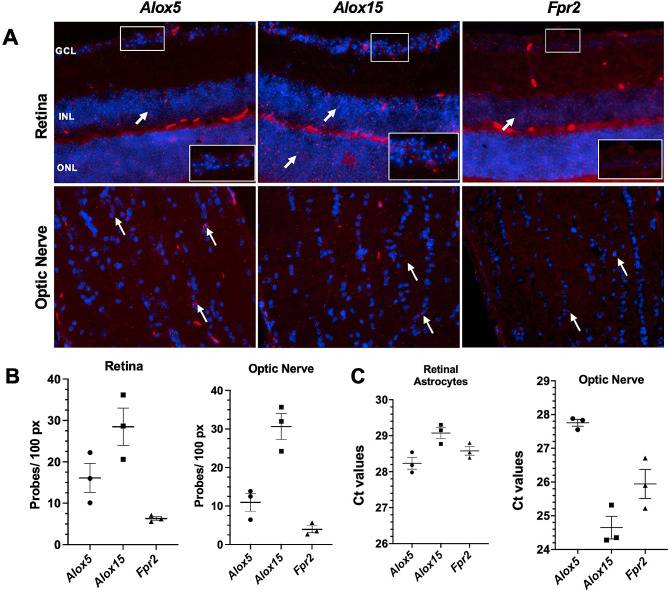 Alox5 Alox15 Fpr2
A
GCL
INL
ONL
Retina
Optic Nerve
B
Retina
Probes/ 100 px
40
30
20
10
0
Alox5 Alox15 Fpr2
Optic Nerve
Probes/ 100 px
40
30
20
10
0
Alox5 Alox15 Fpr2
C
Retinal
Astrocytes
Ct values
30
29
28
27
26
Alox5 Alox15 Fpr2
Optic Nerve
Ct values
29
28
27
26
25
24
Alox5 Alox15 Fpr2